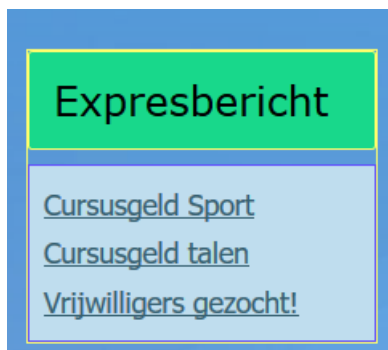 Expresbericht
Cursusgeld Sport
Cursusgeld talen
Vrijwilligers gezocht!